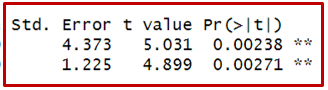 Std. Error t value Pr(>|t|)
4.373 5.031 0.00238 **
1.225 4.899 0.00271 **